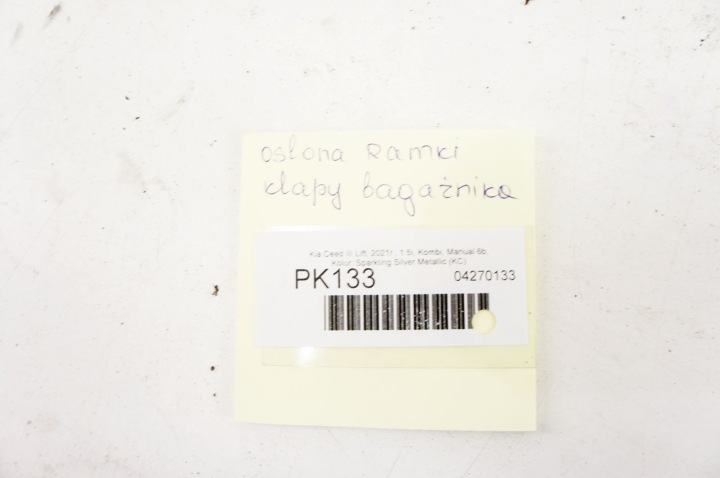 osłona Ramki
klapy bagażnika
Kia Ceed III Lift, 2021r., 1.5i, Kombi, Manual 6b.
Kolor: Sparkling Silver Metallic (KC)
PK133
04270133